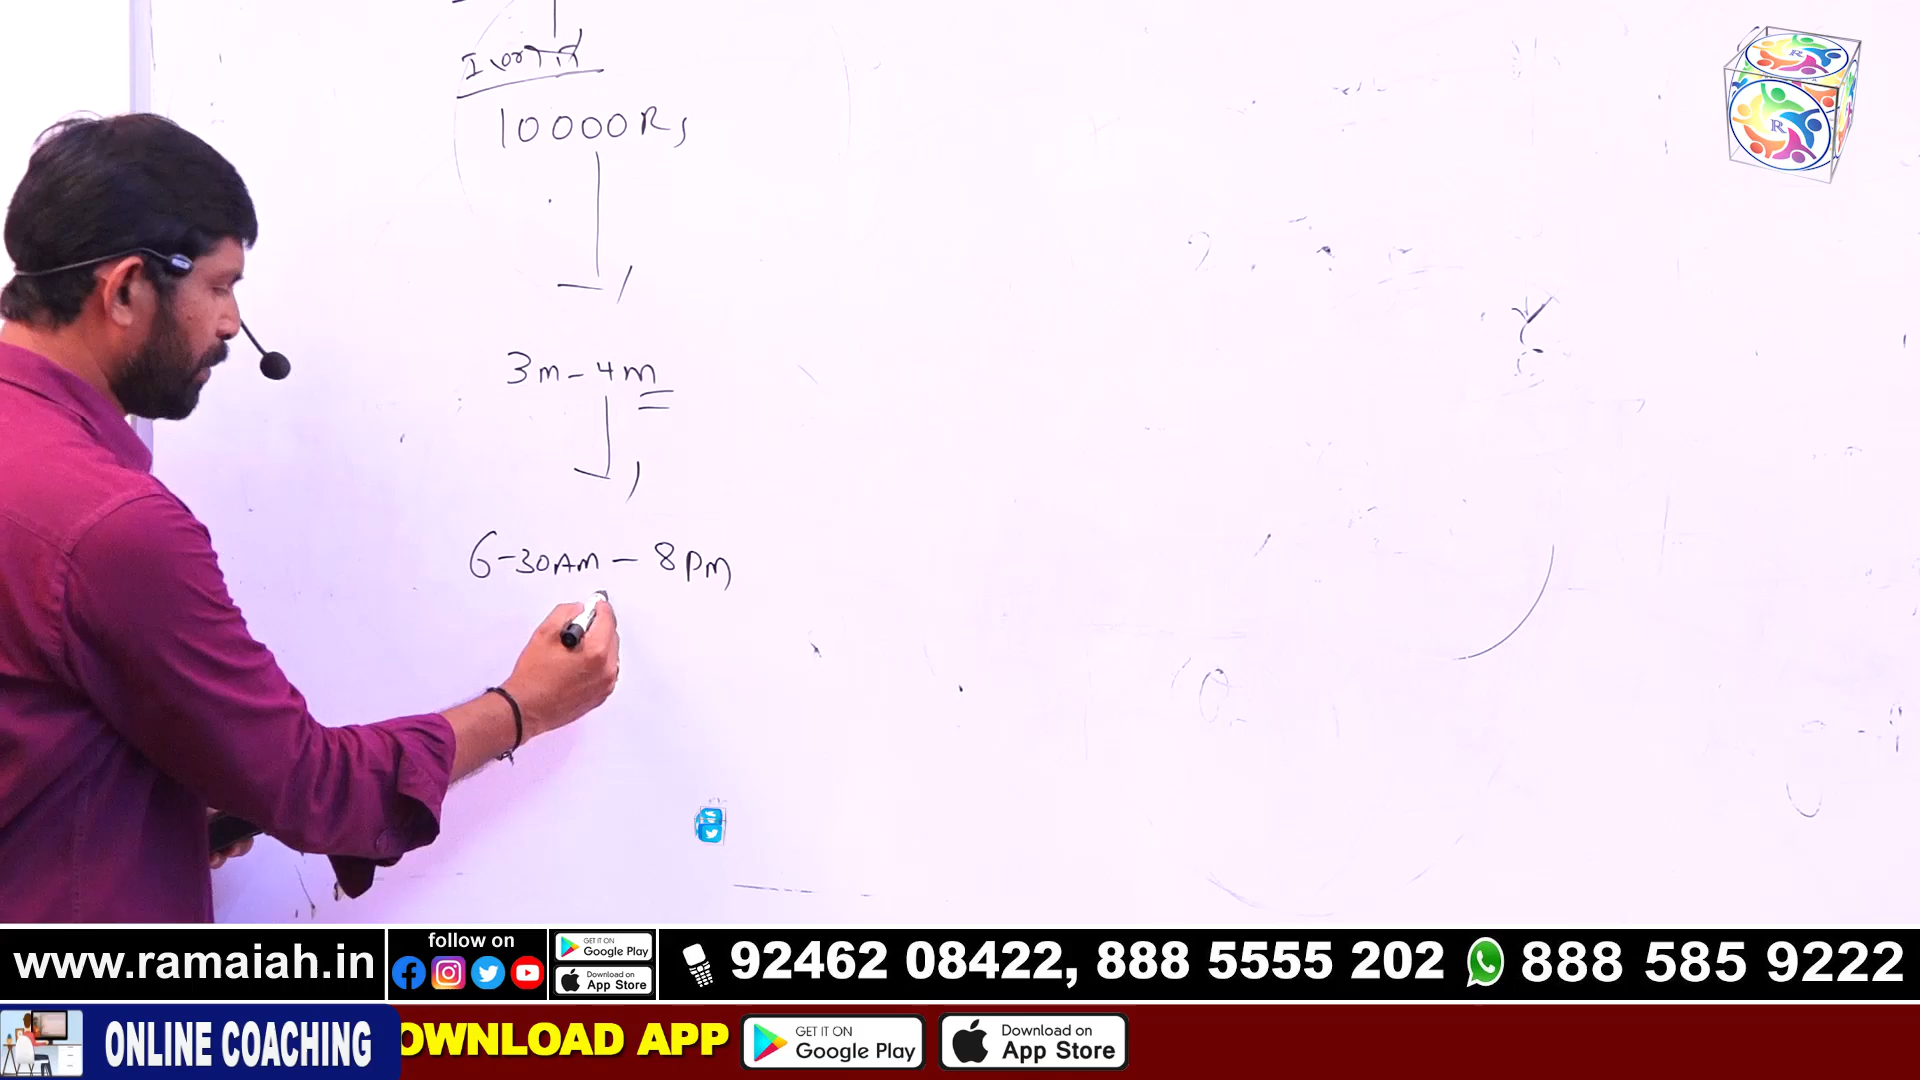 10000Rs
3m - 4m
6-30AM - 8PM
R
R
www.ramaiah.in
follow on
GET IT ON
Google Play
Download on
App Store
92462 08422, 888 5555 202
888 585 9222
ONLINE COACHING
OWNLOAD APP
GET IT ON
Google Play
Download on
App Store